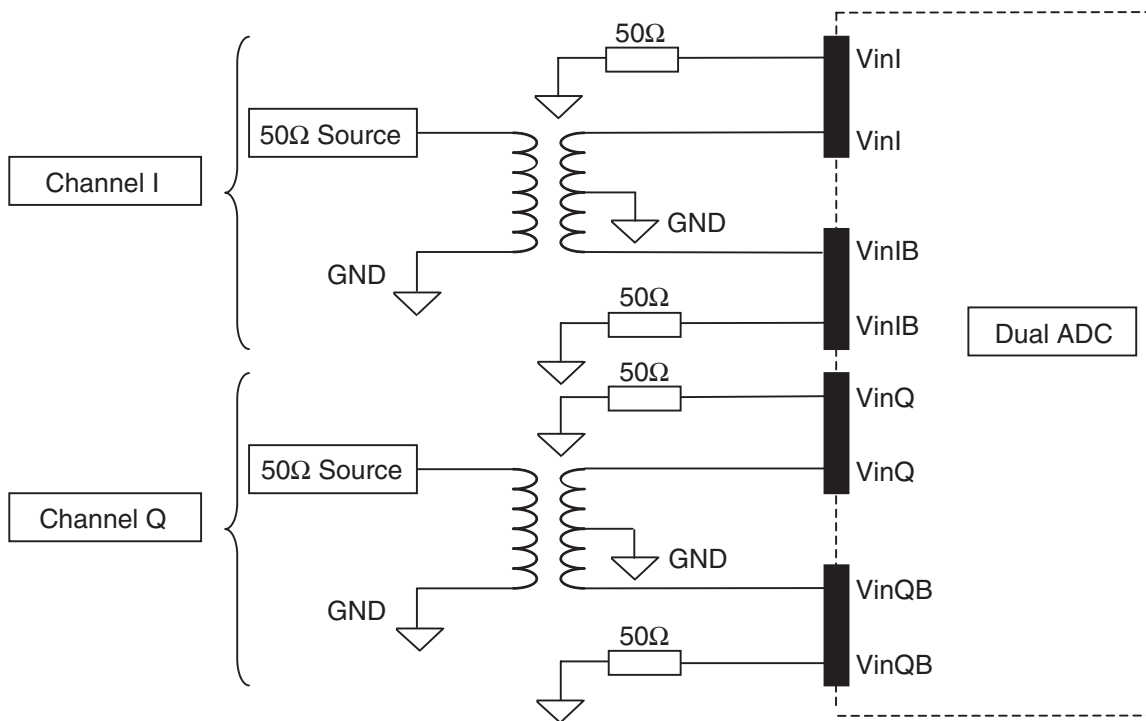 50Ω
VinI
50Ω Source
VinI
Channel I
GND
VinIB
GND
50Ω
VinIB
Dual ADC
50Ω
VinQ
50Ω Source
VinQ
Channel Q
GND
VinQB
GND
50Ω
VinQB